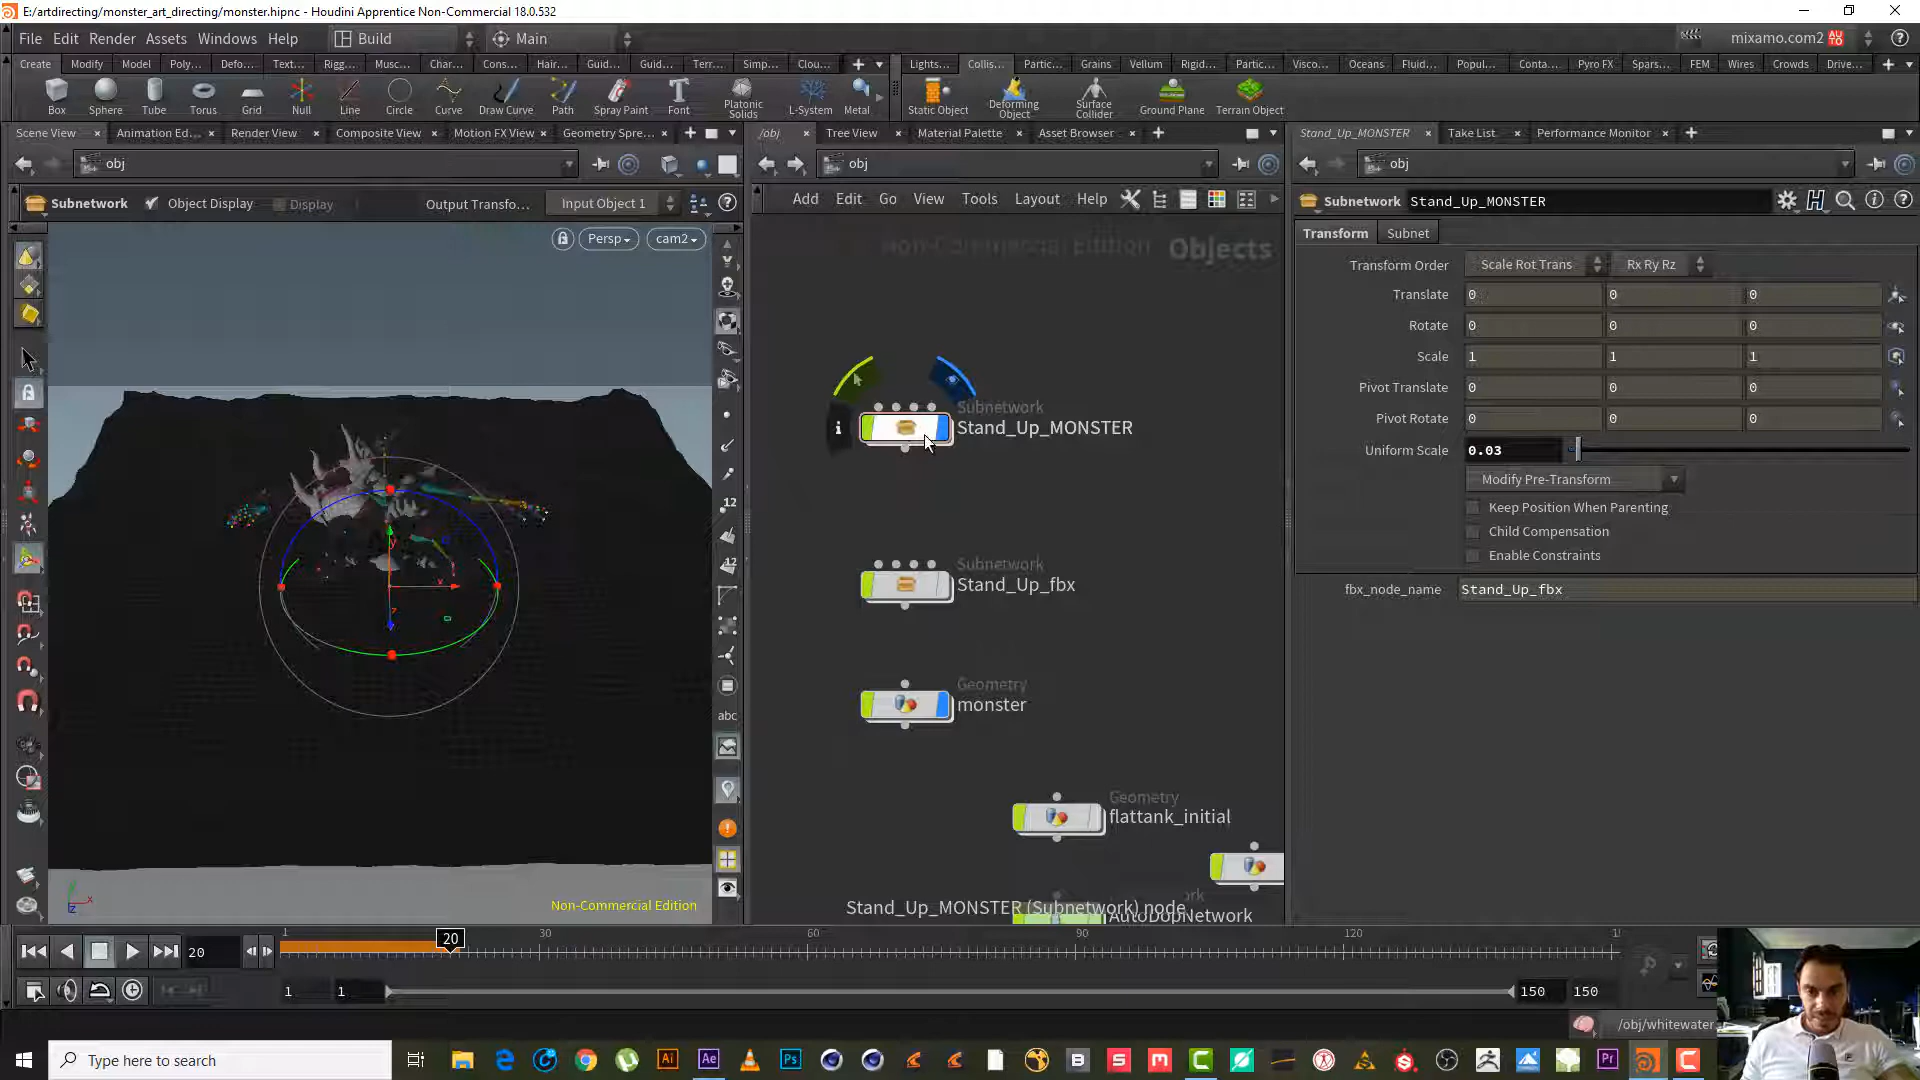 E:/artdirecting/monster_art_directing/monster.hipnc - Houdini Apprentice Non-Commercial 18.0.532
File Edit Render Assets Windows Help Build Main mixamo.com2 AUTO
Create Modify Model Poly... Defo... Text... Rigg... Musc... Char... Cons... Hair... Guid... Guid... Terr... Simp... Clou... Lights... Collis... Partic... Grains Vellum Rigid... Partic... Visco... Oceans Fluid... Popul... Conta... Pyro FX Spars... FEM Wires Crowds Drive...
Box Sphere Tube Torus Grid Null Line Circle Curve Draw Curve Path Spray Paint Font Platonic Solids L-System Metal Static Object Deforming Object Surface Collider Ground Plane Terrain Object
Scene View Animation Ed... Render View Composite View Motion FX View Geometry Spre... /obj Tree View Material Palette Asset Browser Stand_Up_MONSTER Take List Performance Monitor
obj obj obj
Subnetwork Object Display Display Output Transfo... Input Object 1
Add Edit Go View Tools Layout Help
Subnetwork Stand_Up_MONSTER
Persp cam2
Non-Commercial Edition Objects
Transform Subnet
Transform Order Scale Rot Trans Rx Ry Rz
Translate 0 0 0
Rotate 0 0 0
Scale 1 1 1
Pivot Translate 0 0 0
Pivot Rotate 0 0 0
Uniform Scale 0.03
Modify Pre-Transform
Keep Position When Parenting
Child Compensation
Enable Constraints
fbx_node_name Stand_Up_fbx
Subnetwork
Stand_Up_MONSTER
Subnetwork
Stand_Up_fbx
Geometry
monster
Geometry
flattank_initial
Stand_Up_MONSTER (Subnetwork) node
AutoDopNetwork
12
12
abc
Non-Commercial Edition
20 1 20 30 60 90 120
1 1 150 150
/obj/whitewater
Type here to search